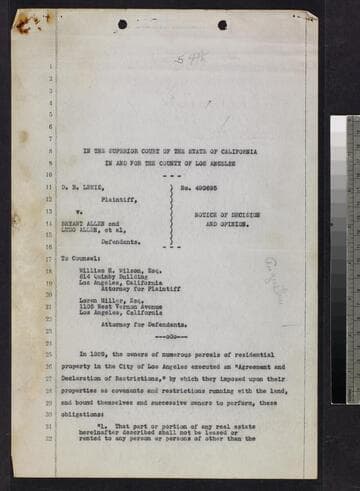 IN THE SUPERIOR COURT OF THE STATE OF CALIFORNIA
IN AND FOR THE COUNTY OF LOS ANGELES
- - -
No. 490695
Plaintiff,
v.
NOTICE OF DECISION
AND OPINION.
BRYANT ALLEN and
ALLEN, et al,
Defendants.
- - -
To Counsel:
William E. Wilson, Esq.
614 Quinby Building
Los Angeles, California
Attorney for Plaintiff
Loren Miller, Esq.
1105 West Vernon Avenue
Los Angeles, California
Attorney for Defendants.
---oOo---
In 1929, the owners of numerous parcels of residential
property in the City of Los Angeles executed an "Agreement and
Declaration of Restrictions," by which they imposed upon their
properties as covenants and restrictions running with the land,
and bound themselves and successive owners to perform, these
obligations:
"1. That part or portion of any real estate
hereinafter described shall not be leased or
rented to any person or persons of other than the